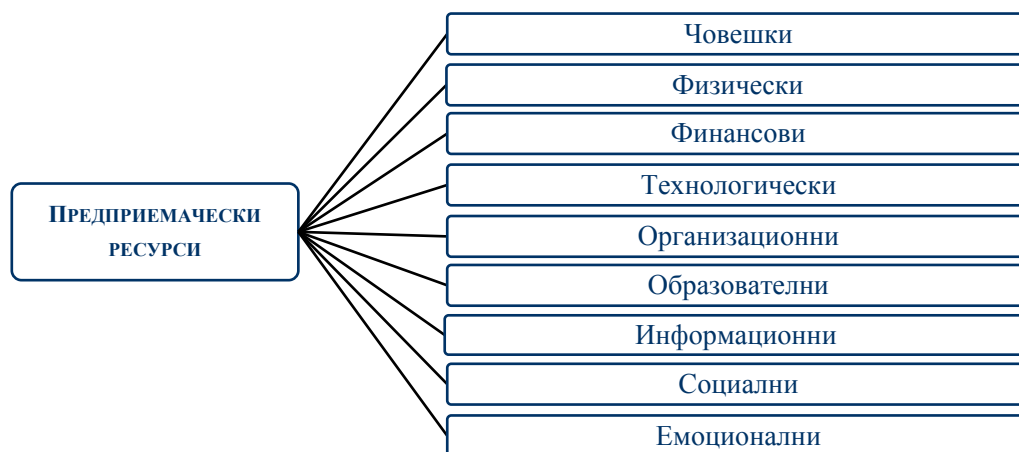 Предприемачески
ресурси
Човешки
Физически
Финансови
Технологически
Организационни
Образователни
Информационни
Социални
Емоционални